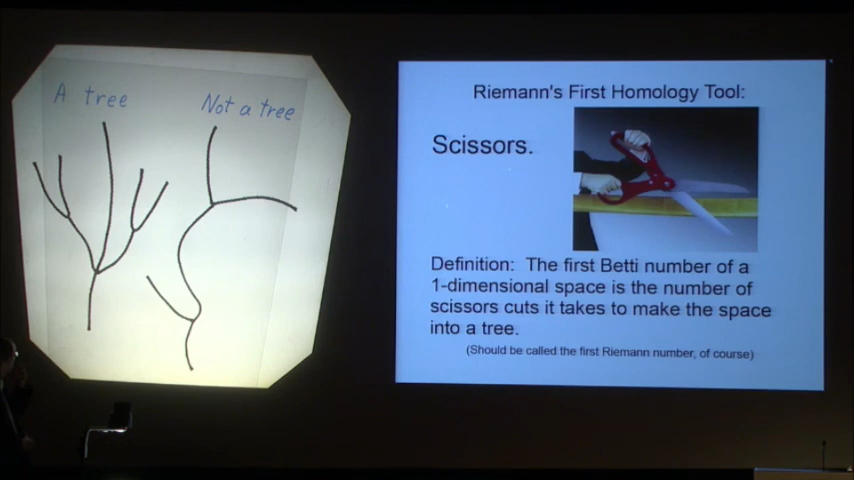 A tree
Not a tree
Riemann's First Homology Tool:
Scissors.
Definition: The first Betti number of a
1-dimensional space is the number of
scissors cuts it takes to make the space
into a tree.
(Should be called the first Riemann number, of course)